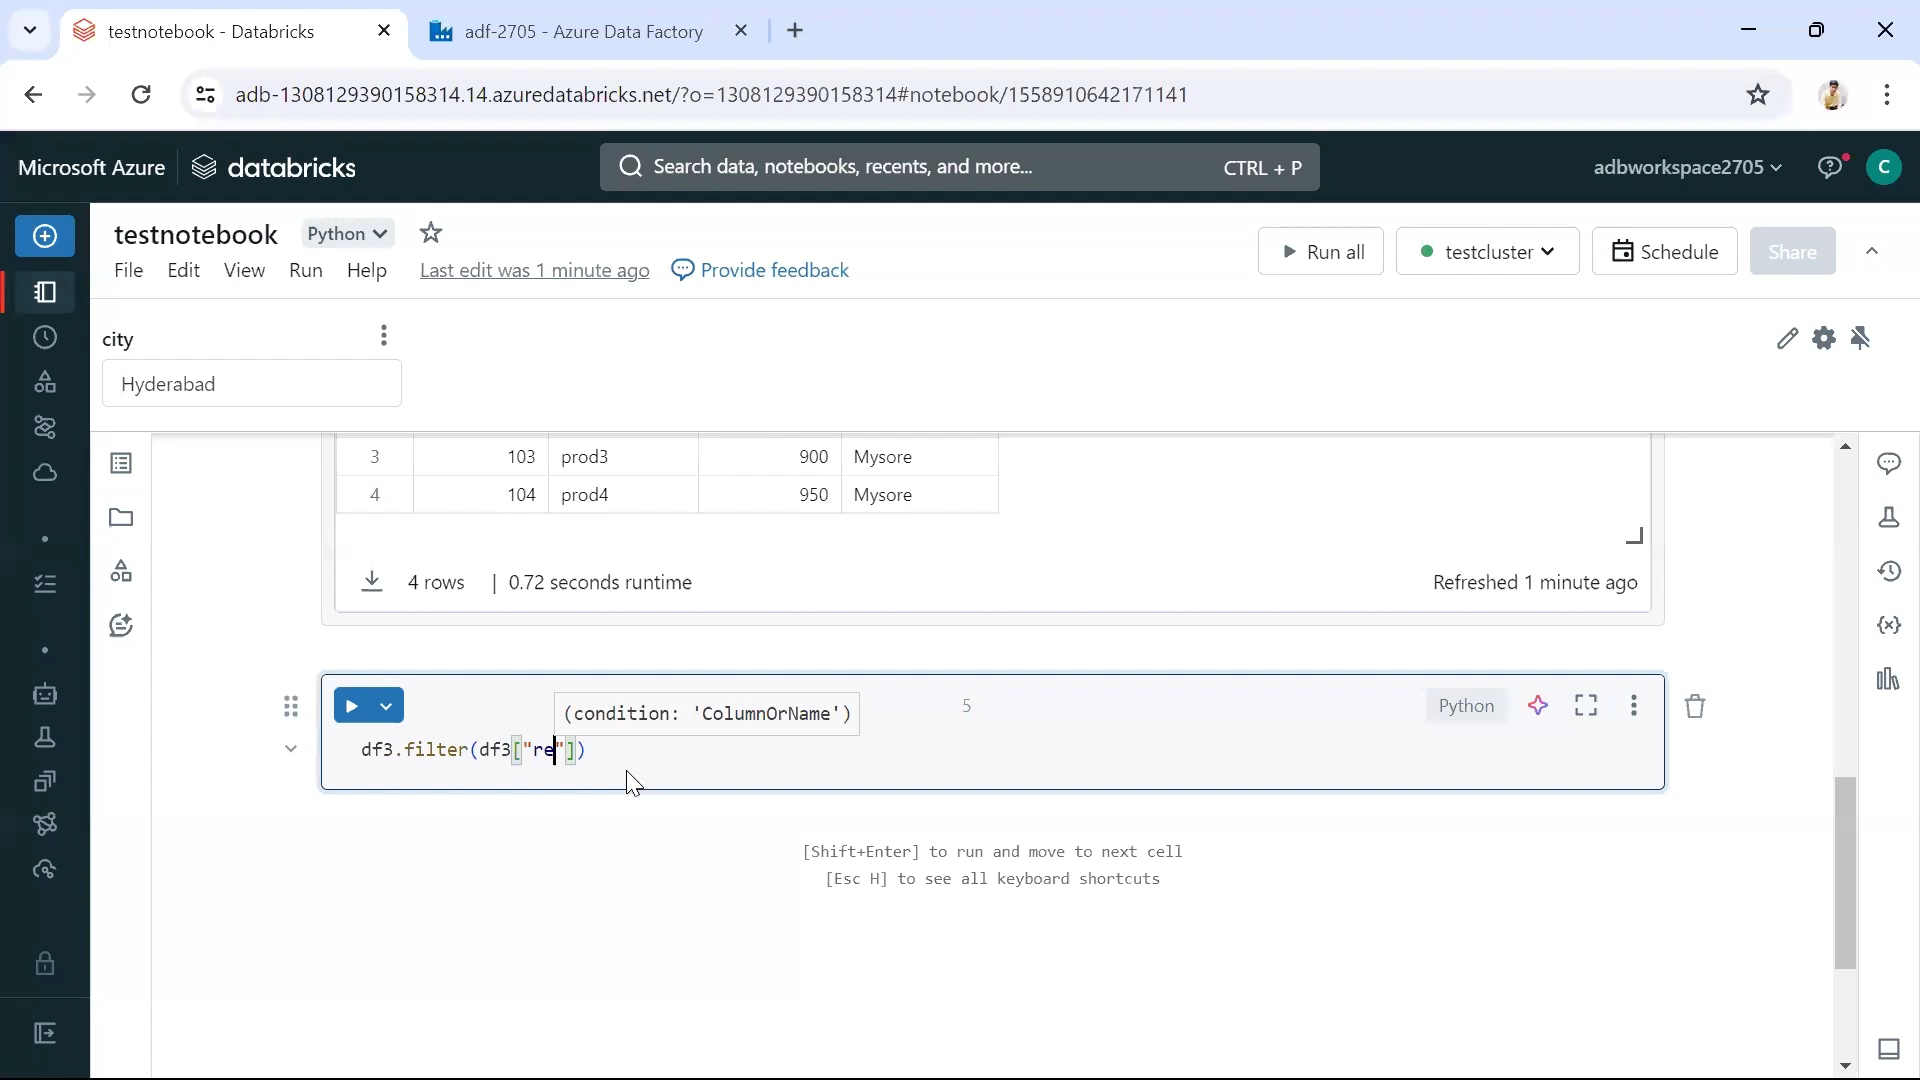 testnotebook - Databricks
adf-2705 - Azure Data Factory
adb-1308129390158314.14.azuredatabricks.net/?o=1308129390158314#notebook/1558910642171141
Microsoft Azure
databricks
Search data, notebooks, recents, and more...
CTRL + P
adbworkspace2705
C
testnotebook
Python
Run all
testcluster
Schedule
Share
File Edit View Run Help
Last edit was 1 minute ago
Provide feedback
city
Hyderabad
3 103 prod3 900 Mysore
4 104 prod4 950 Mysore
4 rows | 0.72 seconds runtime
Refreshed 1 minute ago
(condition: 'ColumnOrName')
5
Python
df3.filter(df3["re"])
[Shift+Enter] to run and move to next cell
[Esc H] to see all keyboard shortcuts